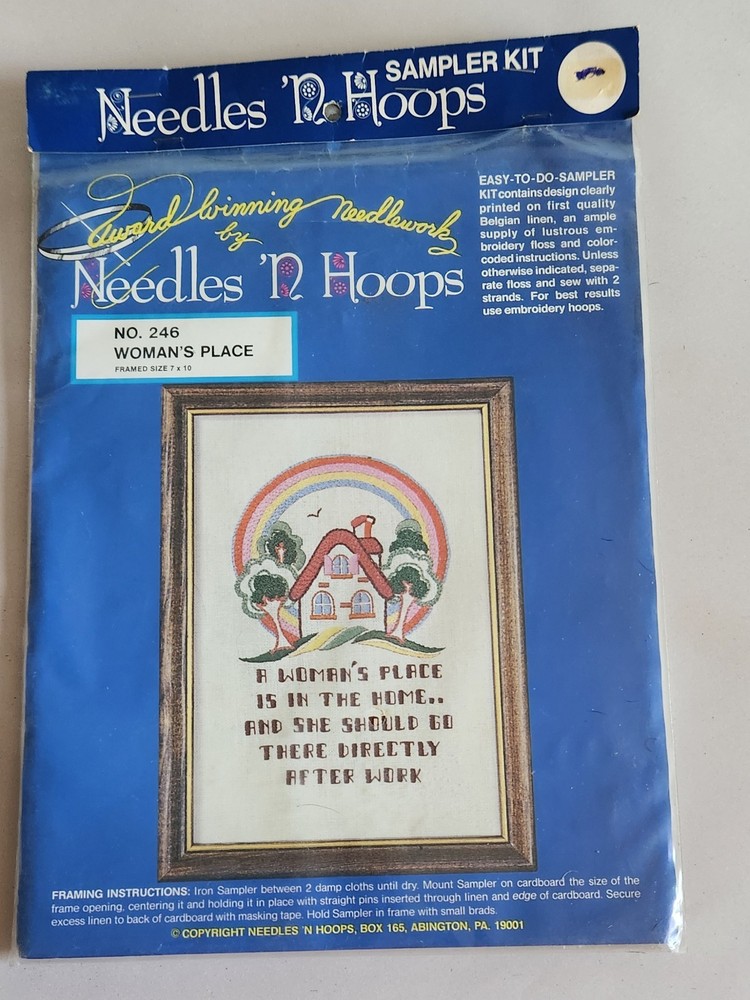 SAMPLER KIT
Needles 'N Hoops
award winning needlework
by
Needles 'N Hoops
EASY-TO-DO-SAMPLER
KIT contains design clearly
printed on first quality
Belgian linen, an ample
supply of lustrous em-
broidery floss and color-
coded instructions. Unless
otherwise indicated, sepa-
rate floss and sew with 2
strands. For best results
use embroidery hoops.
NO. 246
WOMAN'S PLACE
FRAMED SIZE 7 x 10
A WOMAN'S PLACE
IS IN THE HOME..
AND SHE SHOULD GO
THERE DIRECTLY
AFTER WORK
FRAMING INSTRUCTIONS: Iron Sampler between 2 damp cloths until dry. Mount Sampler on cardboard the size of the
frame opening, centering it and holding it in place with straight pins inserted through linen and edge of cardboard. Secure
excess linen to back of cardboard with masking tape. Hold Sampler in frame with small brads.
© COPYRIGHT NEEDLES 'N HOOPS, BOX 165, ABINGTON, PA. 19001